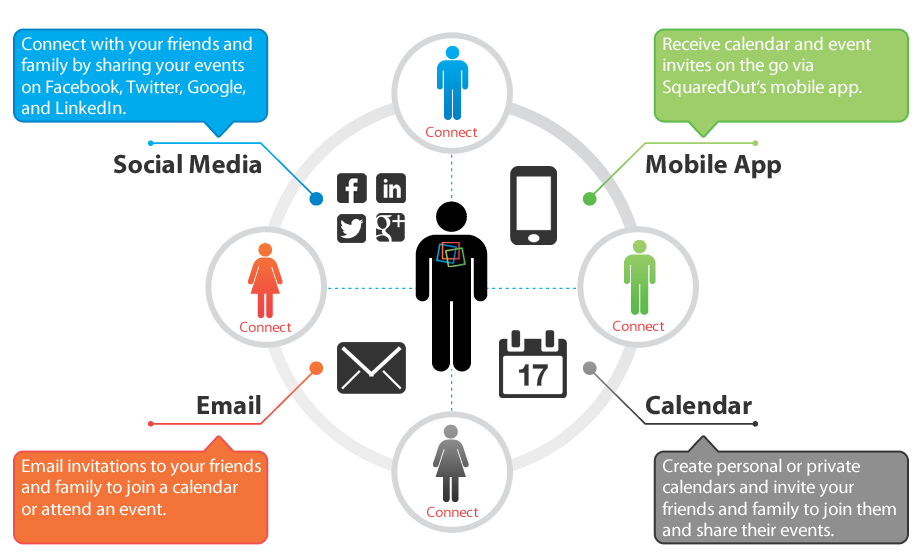 Connect with your friends and
family by sharing your events
on Facebook, Twitter, Google,
and LinkedIn.
Social Media
Connect
Receive calendar and event
invites on the go via
SquaredOut's mobile app.
Mobile App
f
in
g+
Connect
Connect
17
Email
Email invitations to your friends
and family to join a calendar
or attend an event.
Connect
Calendar
Create personal or private
calendars and invite your
friends and family to join them
and share their events.